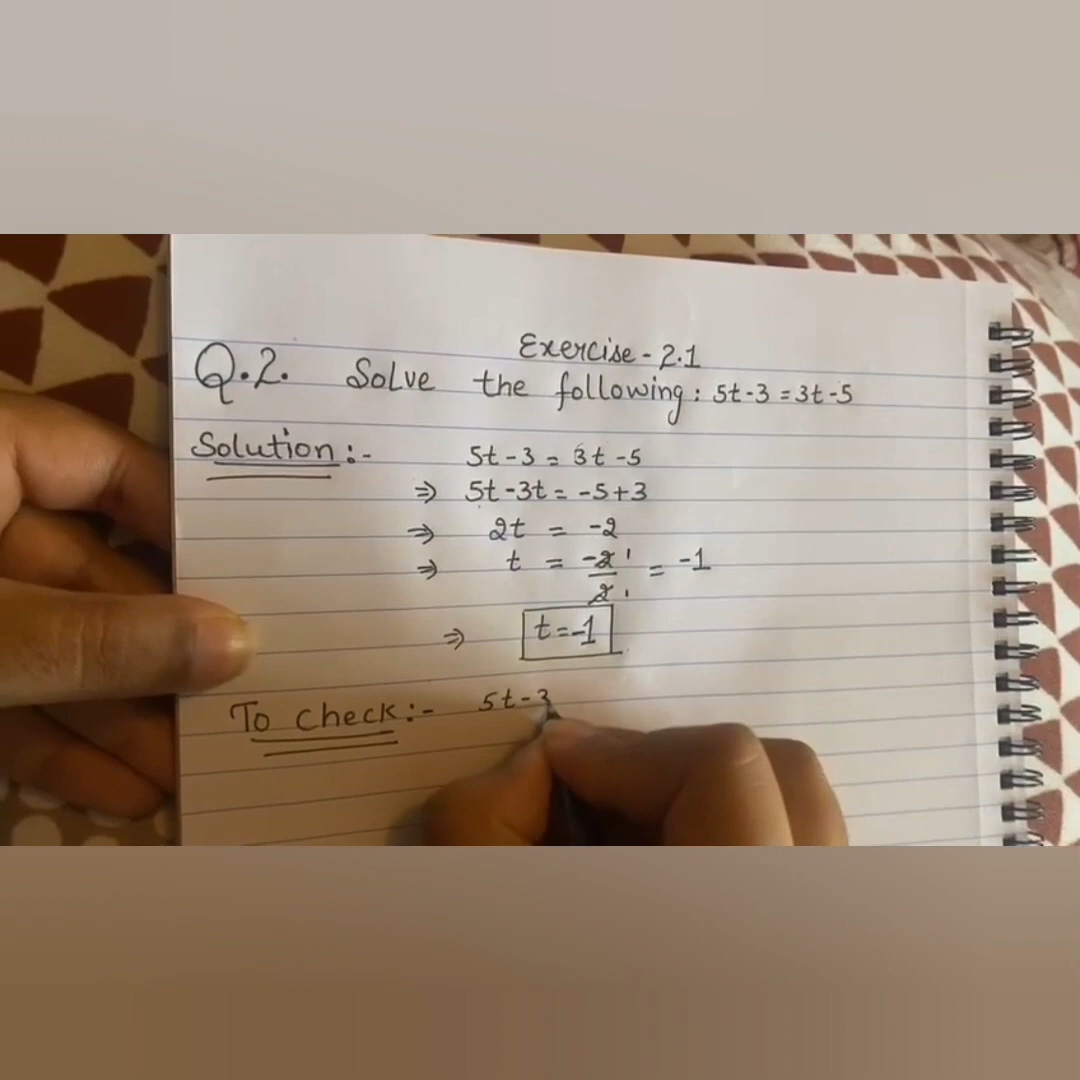 Exercise - 2.1
Q.2. Solve the following: 5t-3 = 3t-5
Solution :- 5t-3 = 3t-5
⇒ 5t-3t = -5+3
⇒ 2t = -2
⇒ t = -2/2 = -1
⇒ t=-1
To check:- 5t-3